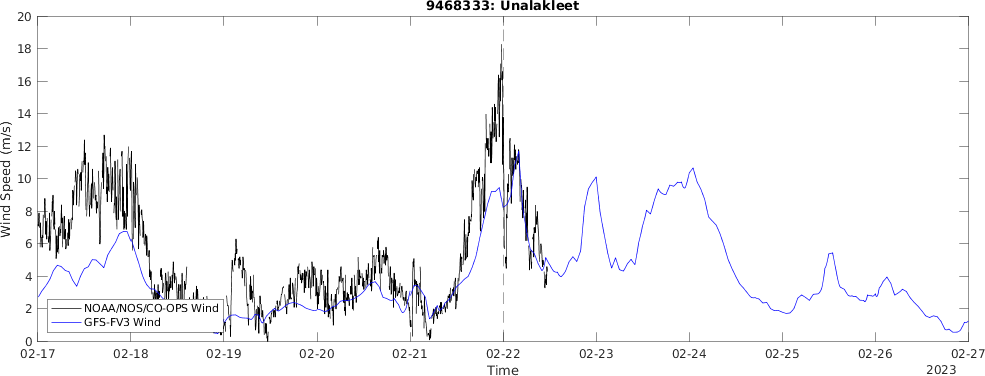 9468333: Unalakleet
Wind Speed (m/s)
20
18
16
14
12
10
8
6
4
2
0
NOAA/NOS/CO-OPS Wind
GFS-FV3 Wind
02-17 02-18 02-19 02-20 02-21 02-22 02-23 02-24 02-25 02-26 02-27
Time
2023